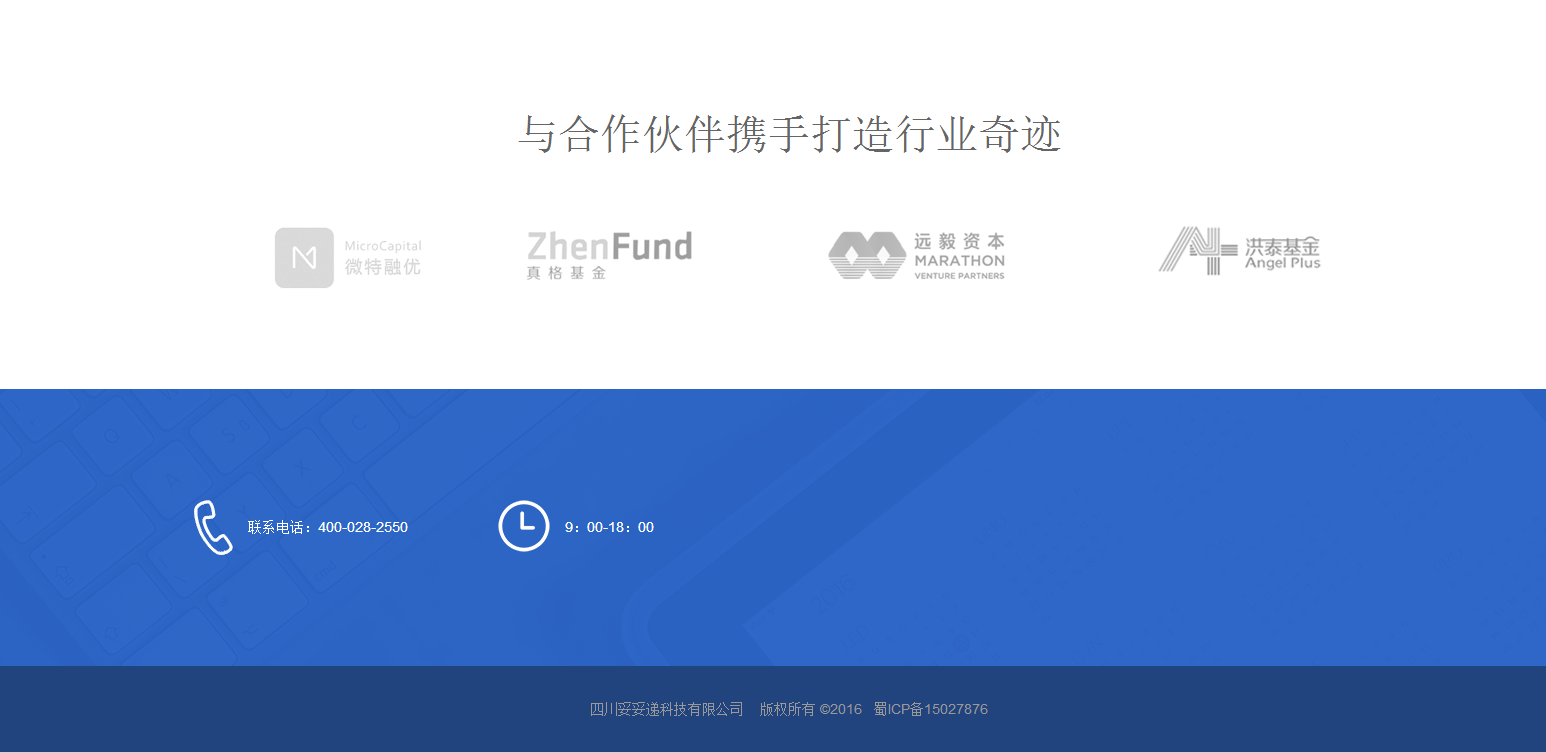 与合作伙伴携手打造行业奇迹
MicroCapital
微特融优
ZhenFund
真格基金
远毅资本
MARATHON
VENTURE PARTNERS
洪泰基金
Angel Plus
联系电话：400-028-2550
9：00-18：00
四川妥妥递科技有限公司 版权所有 ©2016 蜀ICP备15027876